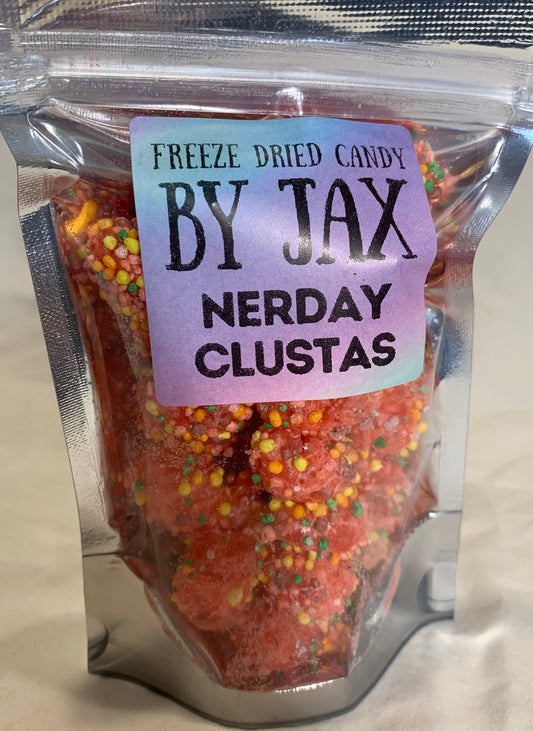 FREEZE DRIED CANDY
BY JAX
NERDAY
CLUSTAS